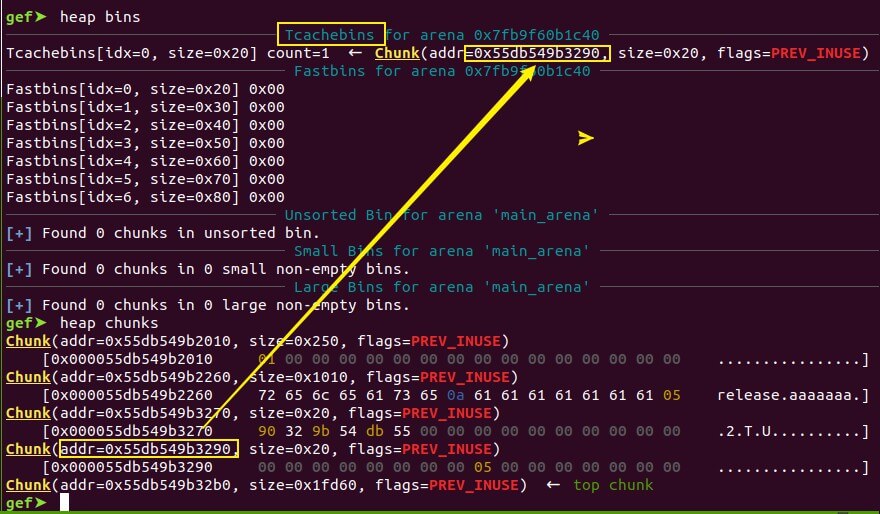 gef➤ heap bins
Tcachebins for arena 0x7fb9f60b1c40
Tcachebins[idx=0, size=0x20] count=1 ← Chunk(addr=0x55db549b3290, size=0x20, flags=PREV_INUSE)
Fastbins for arena 0x7fb9f60b1c40
Fastbins[idx=0, size=0x20] 0x00
Fastbins[idx=1, size=0x30] 0x00
Fastbins[idx=2, size=0x40] 0x00
Fastbins[idx=3, size=0x50] 0x00
Fastbins[idx=4, size=0x60] 0x00
Fastbins[idx=5, size=0x70] 0x00
Fastbins[idx=6, size=0x80] 0x00
Unsorted Bin for arena 'main_arena'
[+] Found 0 chunks in unsorted bin.
Small Bins for arena 'main_arena'
[+] Found 0 chunks in 0 small non-empty bins.
Large Bins for arena 'main_arena'
[+] Found 0 chunks in 0 large non-empty bins.
gef➤ heap chunks
Chunk(addr=0x55db549b2010, size=0x250, flags=PREV_INUSE)
[0x000055db549b2010 01 00 00 00 00 00 00 00 00 00 00 00 00 00 00 00 ................]
Chunk(addr=0x55db549b2260, size=0x1010, flags=PREV_INUSE)
[0x000055db549b2260 72 65 6c 65 61 73 65 0a 61 61 61 61 61 61 61 05 release.aaaaaaa.]
Chunk(addr=0x55db549b3270, size=0x20, flags=PREV_INUSE)
[0x000055db549b3270 90 32 9b 54 db 55 00 00 00 00 00 00 00 00 00 00 .2.T.U..........]
Chunk(addr=0x55db549b3290, size=0x20, flags=PREV_INUSE)
[0x000055db549b3290 00 00 00 00 00 00 00 00 05 00 00 00 00 00 00 00 ................]
Chunk(addr=0x55db549b32b0, size=0x1fd60, flags=PREV_INUSE) ← top chunk
gef➤